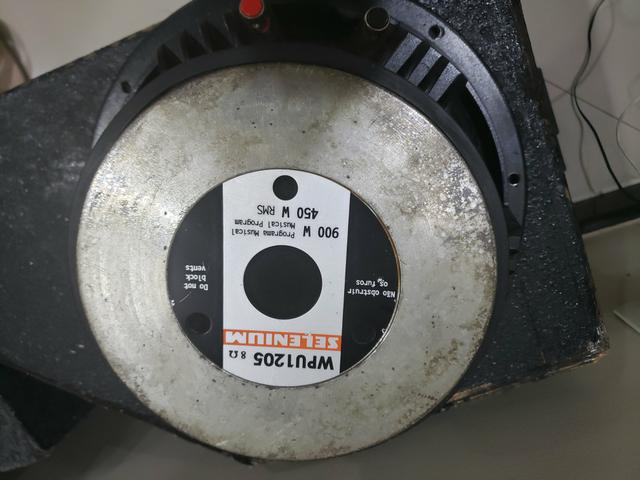 WPU1205 8 Ω
SELENIUM
Não obstruir
os furos
Do not
block
vents
900 W Programa Musical
Musical Program
450 W RMS